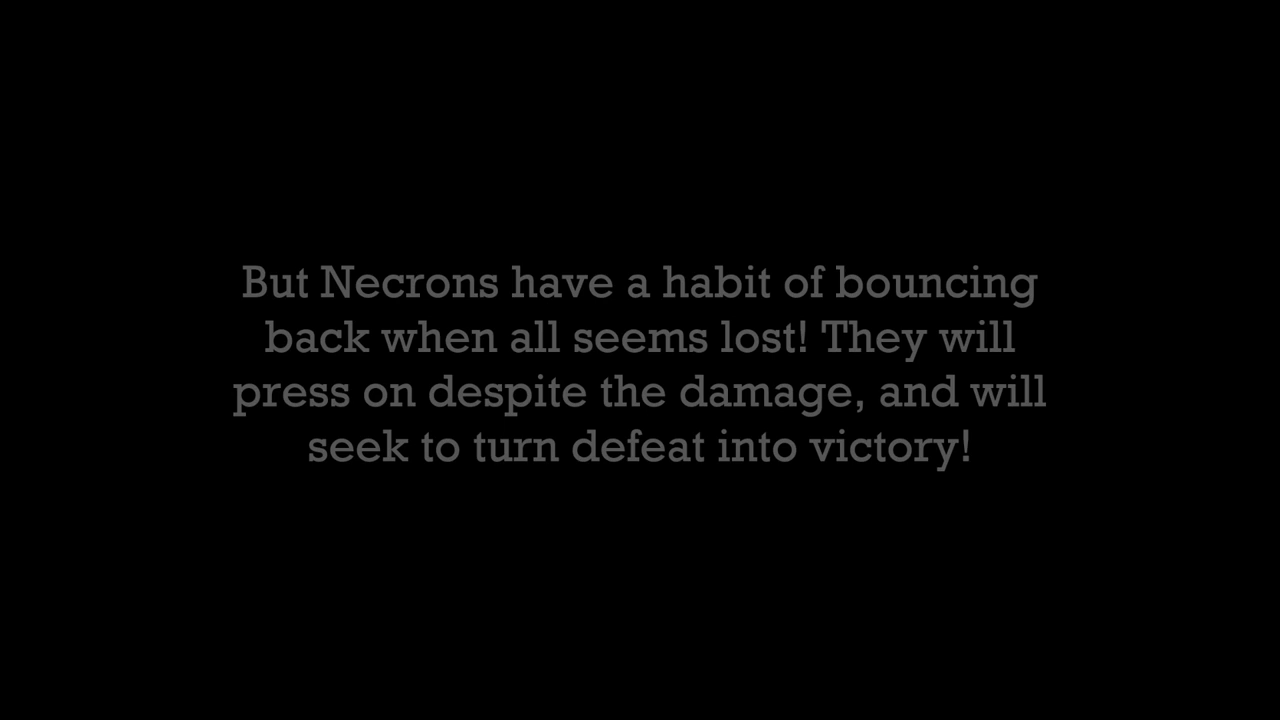 But Necrons have a habit of bouncing
back when all seems lost! They will
press on despite the damage, and will
seek to turn defeat into victory!